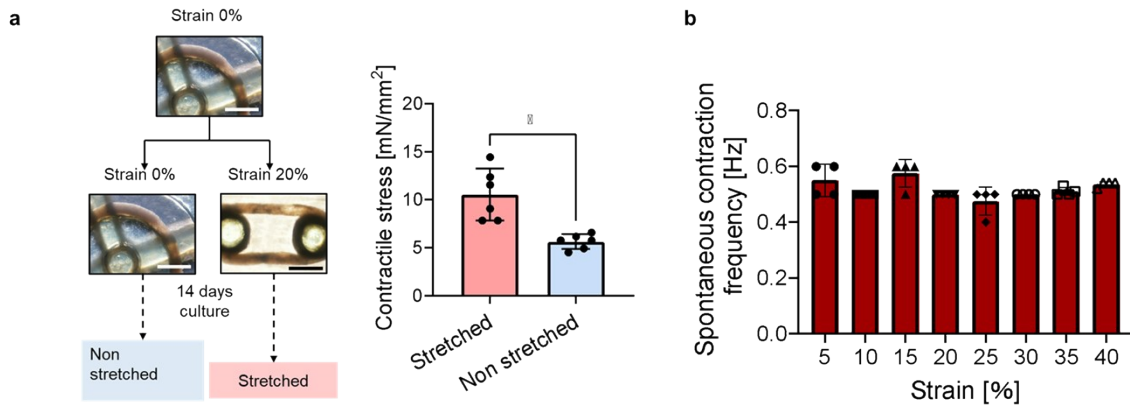 a
Strain 0%
Strain 0%
Strain 20%
14 days
culture
Non
stretched
Stretched
Contractile stress [mN/mm²]
20
15
10
5
0
Stretched
Non stretched
b
Spontaneous contraction
frequency [Hz]
0.8
0.6
0.4
0.2
0.0
5 10 15 20 25 30 35 40
Strain [%]